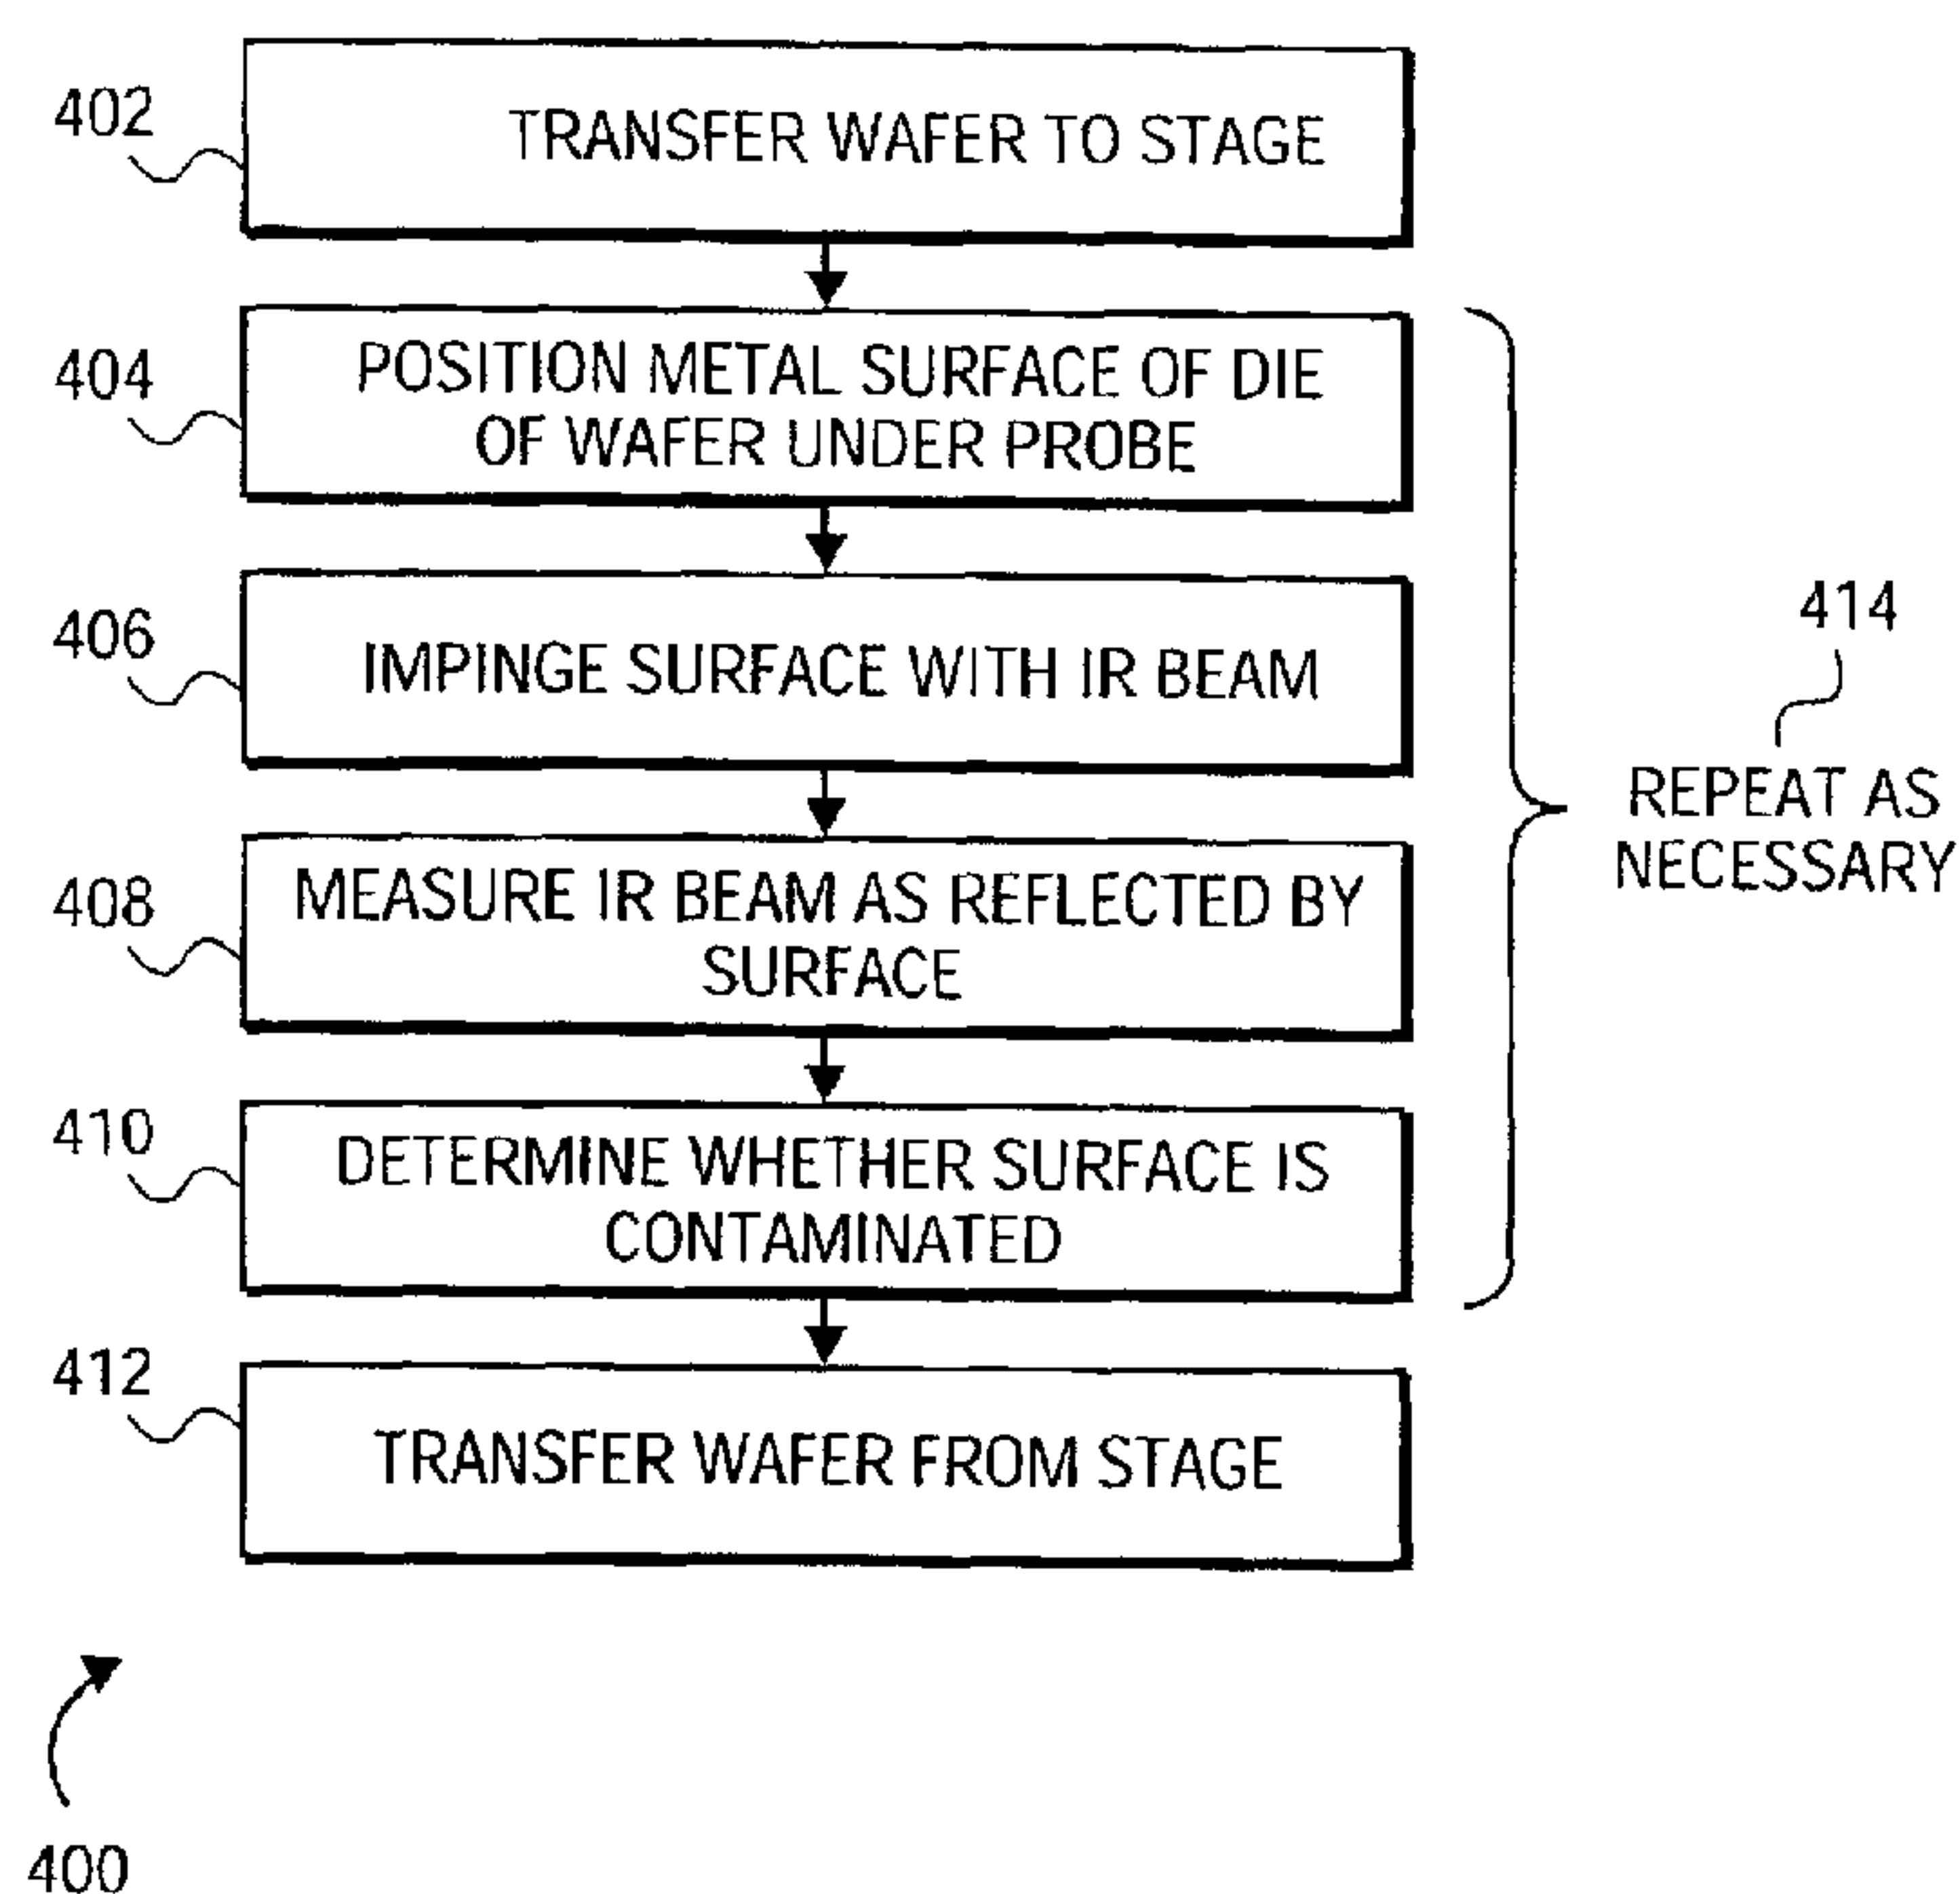 402
TRANSFER WAFER TO STAGE
404
POSITION METAL SURFACE OF DIE
OF WAFER UNDER PROBE
406
IMPINGE SURFACE WITH IR BEAM
408
MEASURE IR BEAM AS REFLECTED BY
SURFACE
410
DETERMINE WHETHER SURFACE IS
CONTAMINATED
412
TRANSFER WAFER FROM STAGE
414
REPEAT AS
NECESSARY
400